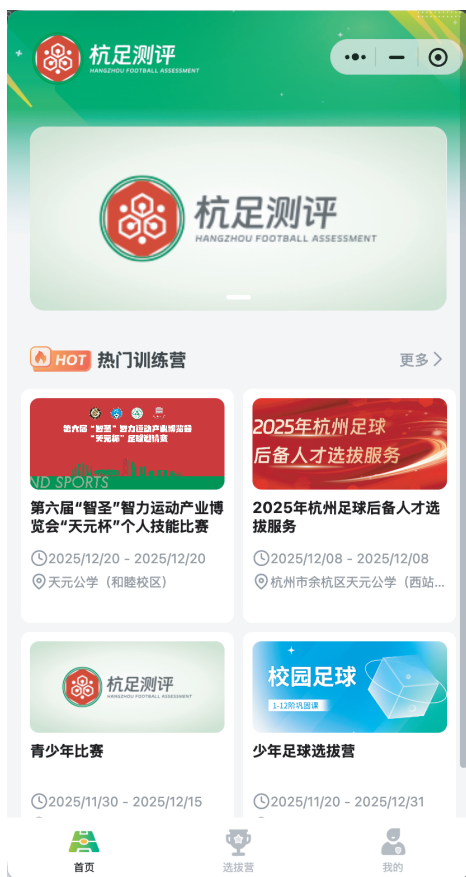 杭足测评
HANGZHOU FOOTBALL ASSESSMENT
杭足测评
HANGZHOU FOOTBALL ASSESSMENT
HOT 热门训练营 更多
第六届“智圣”智力运动产业博览会
“天元杯”足球邀请赛
ND SPORTS
第六届“智圣”智力运动产业博
览会“天元杯”个人技能比赛
2025/12/20 - 2025/12/20
天元公学（和睦校区）
2025年杭州足球
后备人才选拔服务
2025年杭州足球后备人才选
拔服务
2025/12/08 - 2025/12/08
杭州市余杭区天元公学（西站...
杭足测评
HANGZHOU FOOTBALL ASSESSMENT
青少年比赛
2025/11/30 - 2025/12/15
校园足球
1-12阶巩固课
少年足球选拔营
2025/11/20 - 2025/12/31
首页
选拔营
我的